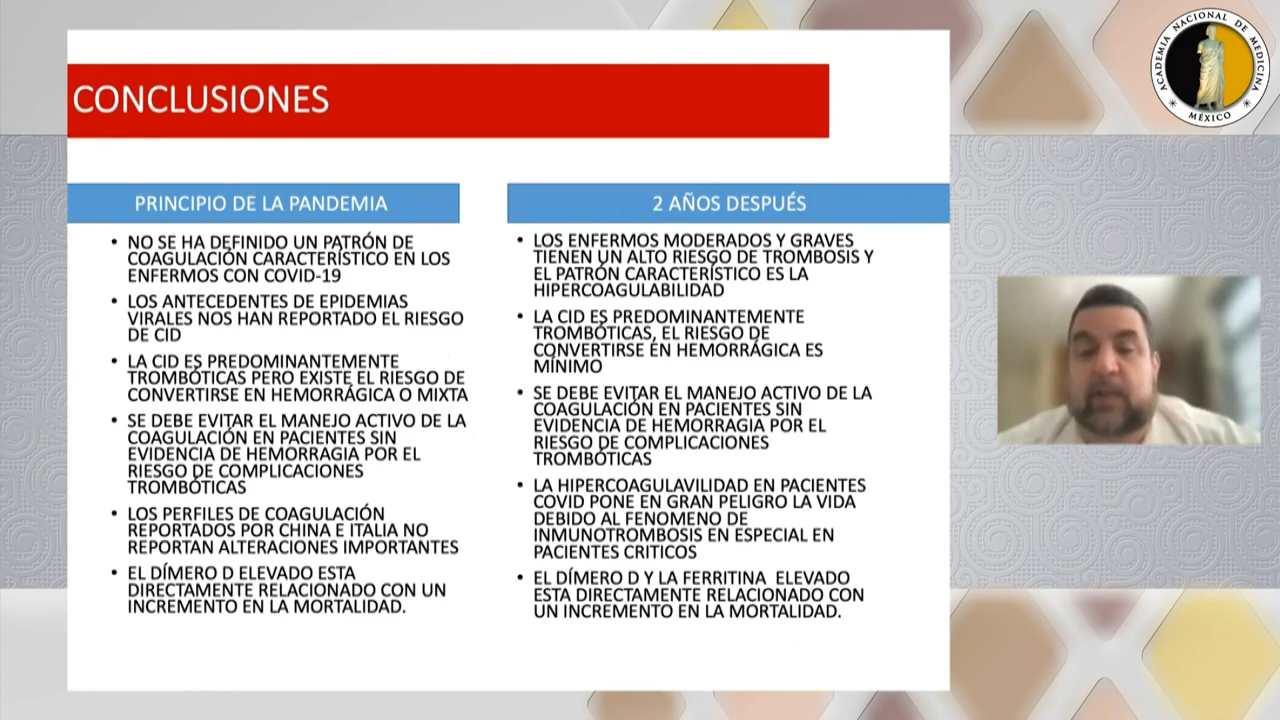 CONCLUSIONES
PRINCIPIO DE LA PANDEMIA
• NO SE HA DEFINIDO UN PATRÓN DE
COAGULACIÓN CARACTERÍSTICO EN LOS
ENFERMOS CON COVID-19
• LOS ANTECEDENTES DE EPIDEMIAS
VIRALES NOS HAN REPORTADO EL RIESGO
DE CID
• LA CID ES PREDOMINANTEMENTE
TROMBÓTICAS PERO EXISTE EL RIESGO DE
CONVERTIRSE EN HEMORRÁGICA O MIXTA
• SE DEBE EVITAR EL MANEJO ACTIVO DE LA
COAGULACIÓN EN PACIENTES SIN
EVIDENCIA DE HEMORRAGIA POR EL
RIESGO DE COMPLICACIONES
TROMBÓTICAS
• LOS PERFILES DE COAGULACIÓN
REPORTADOS POR CHINA E ITALIA NO
REPORTAN ALTERACIONES IMPORTANTES
• EL DÍMERO D ELEVADO ESTA
DIRECTAMENTE RELACIONADO CON UN
INCREMENTO EN LA MORTALIDAD.
2 AÑOS DESPUÉS
• LOS ENFERMOS MODERADOS Y GRAVES
TIENEN UN ALTO RIESGO DE TROMBOSIS Y
EL PATRÓN CARACTERÍSTICO ES LA
HIPERCOAGULABILIDAD
• LA CID ES PREDOMINANTEMENTE
TROMBÓTICAS, EL RIESGO DE
CONVERTIRSE EN HEMORRÁGICA ES
MÍNIMO
• SE DEBE EVITAR EL MANEJO ACTIVO DE LA
COAGULACIÓN EN PACIENTES SIN
EVIDENCIA DE HEMORRAGIA POR EL
RIESGO DE COMPLICACIONES
TROMBÓTICAS
• LA HIPERCOAGULAVILIDAD EN PACIENTES
COVID PONE EN GRAN PELIGRO LA VIDA
DEBIDO AL FENOMENO DE
INMUNOTROMBOSIS EN ESPECIAL EN
PACIENTES CRITICOS
• EL DÍMERO D Y LA FERRITINA ELEVADO
ESTA DIRECTAMENTE RELACIONADO CON
UN INCREMENTO EN LA MORTALIDAD.
ACADEMIA NACIONAL DE MEDICINA
MÉXICO